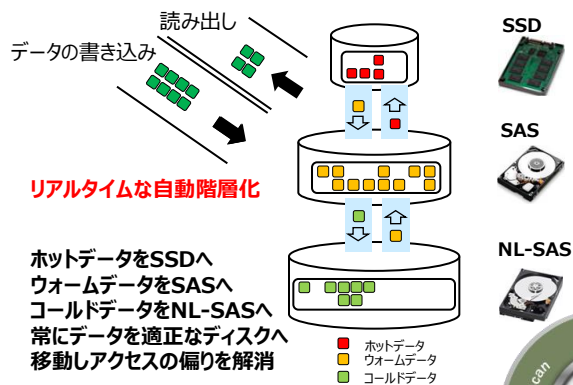 読み出し
データの書き込み
SSD
SAS
リアルタイムな自動階層化
NL-SAS
ホットデータをSSDへ
ウォームデータをSASへ
コールドデータをNL-SASへ
常にデータを適正なディスクへ
移動しアクセスの偏りを解消
ホットデータ
ウォームデータ
コールドデータ
can